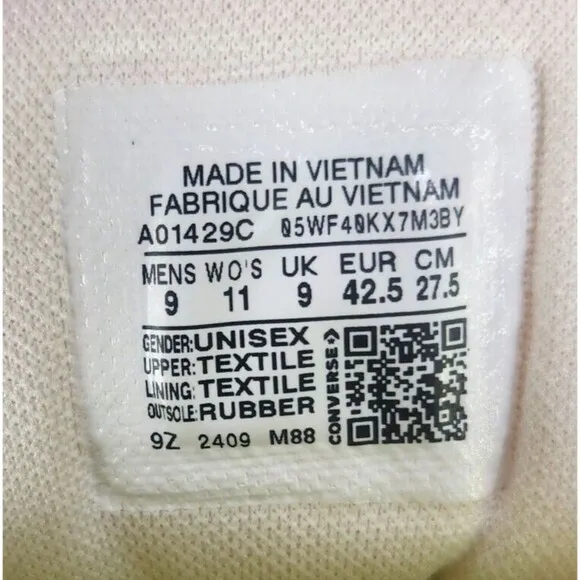 MADE IN VIETNAM
FABRIQUE AU VIETNAM
A01429C 05WF40KX7M3BY
MENS WO'S UK EUR CM
9 11 9 42.5 27.5
GENDER: UNISEX
UPPER: TEXTILE
LINING: TEXTILE
OUTSOLE: RUBBER
9Z 2409 M88
CONVERSE